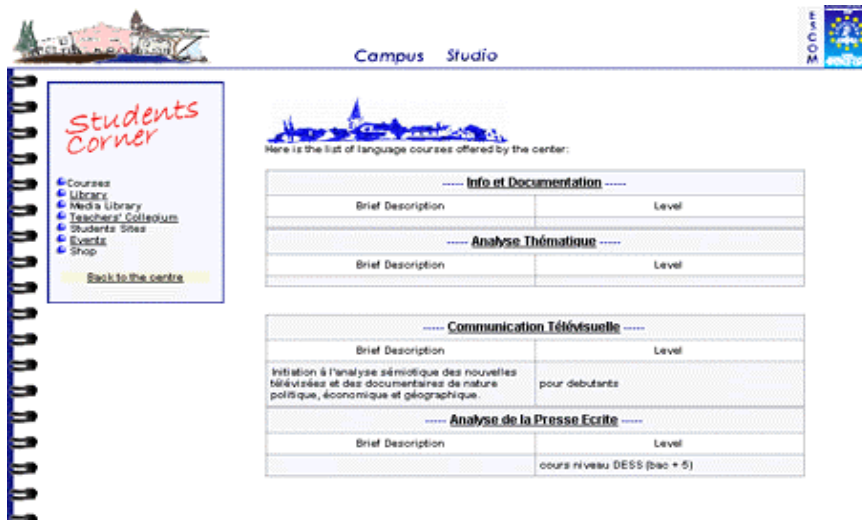 ESCOM
Campus Studio
Students
Corner
Courses
Library
Media Library
Teachers' Collegium
Students Sites
Events
Shop
Back to the centre
Here is the list of language courses offered by the center:
----- Info et Documentation -----
Brief Description Level
----- Analyse Thématique -----
Brief Description Level
----- Communication Télévisuelle -----
Brief Description Level
Initiation à l'analyse sémiotique des nouvelles
télévisées et des documentaires de nature
politique, économique et géographique.
pour debutants
----- Analyse de la Presse Ecrite -----
Brief Description Level
cours niveau DESS (bac + 5)